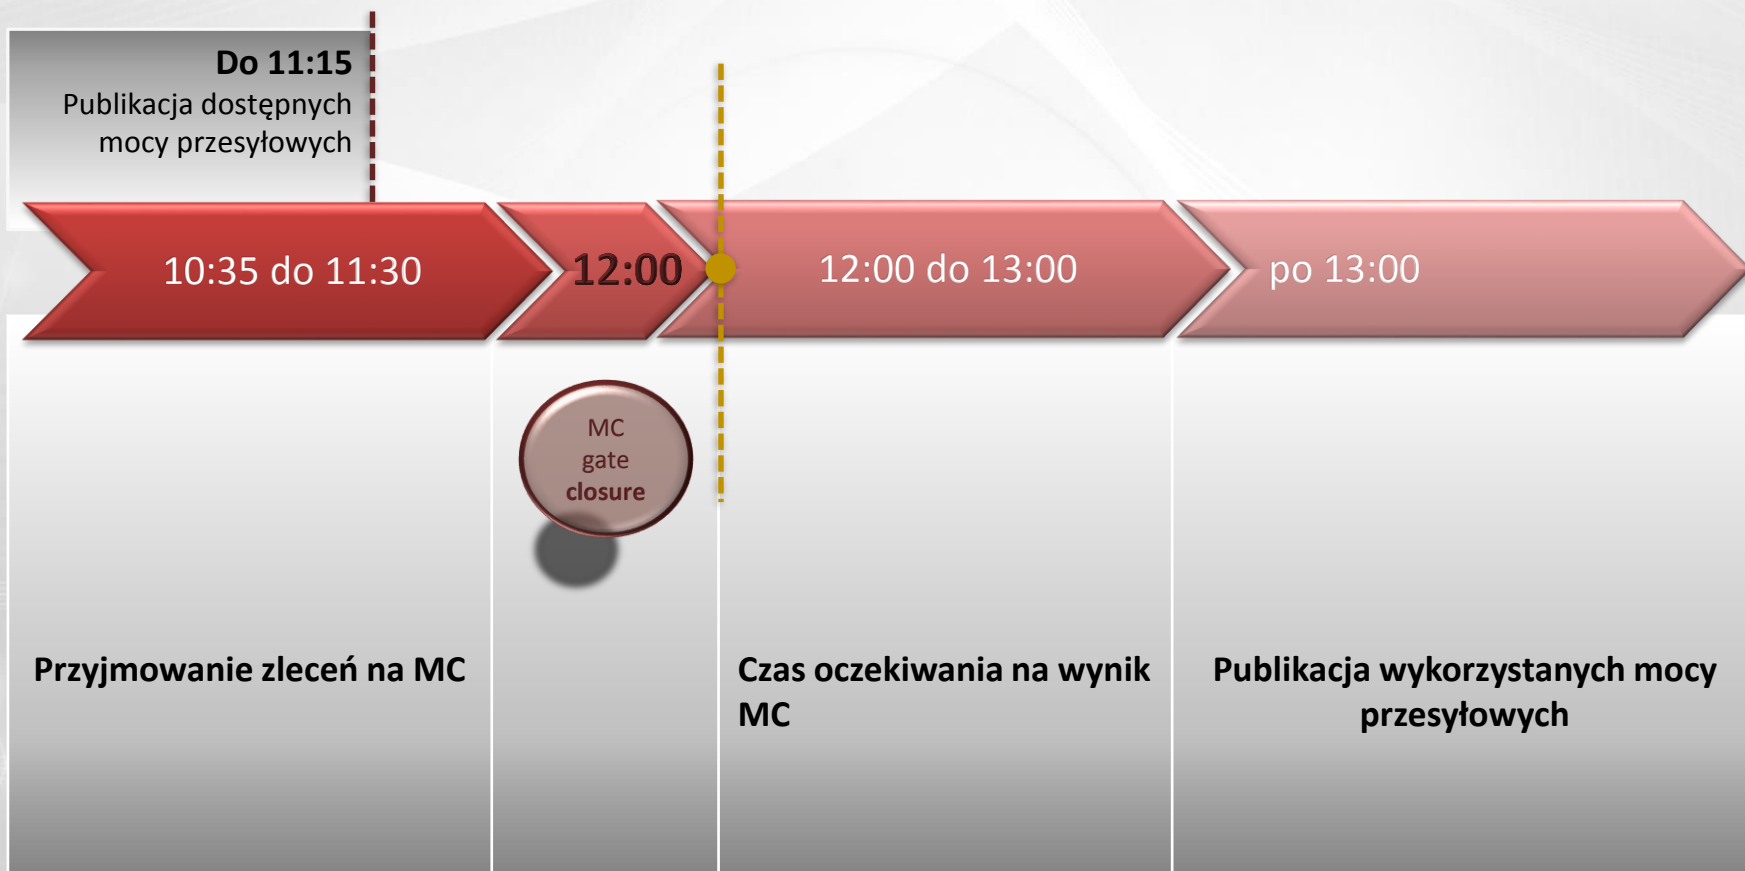 Do 11:15
Publikacja dostępnych
mocy przesyłowych
10:35 do 11:30
12:00
12:00 do 13:00
po 13:00
MC
gate
closure
Przyjmowanie zleceń na MC
Czas oczekiwania na wynik
MC
Publikacja wykorzystanych mocy
przesyłowych